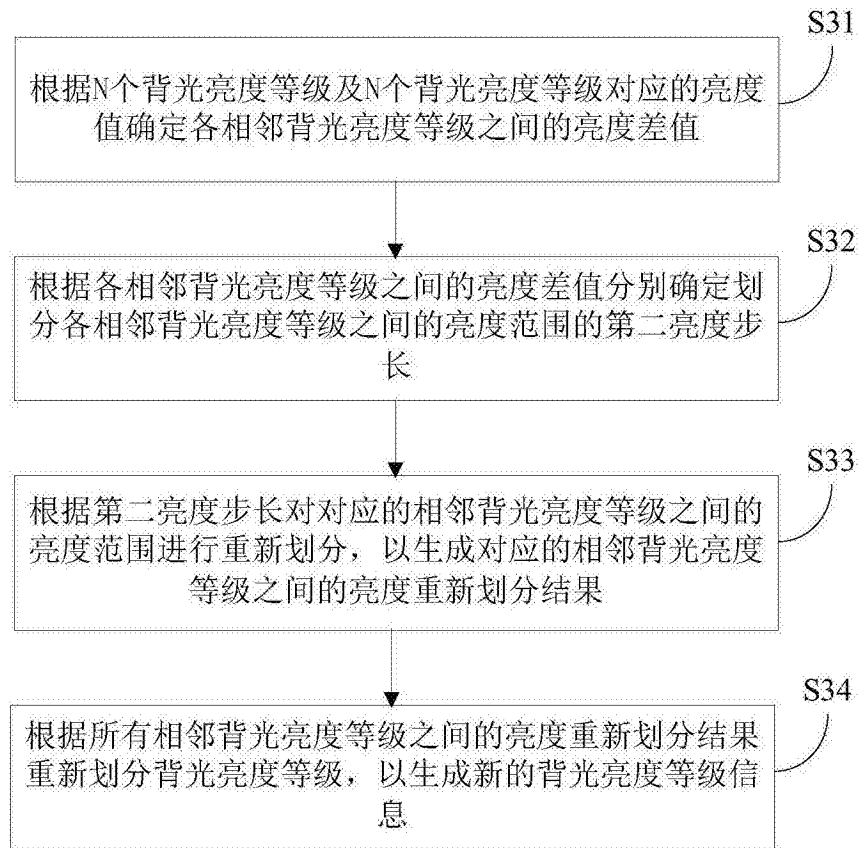 S31
根据N个背光亮度等级及N个背光亮度等级对应的亮度
值确定各相邻背光亮度等级之间的亮度差值
S32
根据各相邻背光亮度等级之间的亮度差值分别确定划
分各相邻背光亮度等级之间的亮度范围的第二亮度步
长
S33
根据第二亮度步长对对应的相邻背光亮度等级之间的
亮度范围进行重新划分，以生成对应的相邻背光亮度
等级之间的亮度重新划分结果
S34
根据所有相邻背光亮度等级之间的亮度重新划分结果
重新划分背光亮度等级，以生成新的背光亮度等级信
息